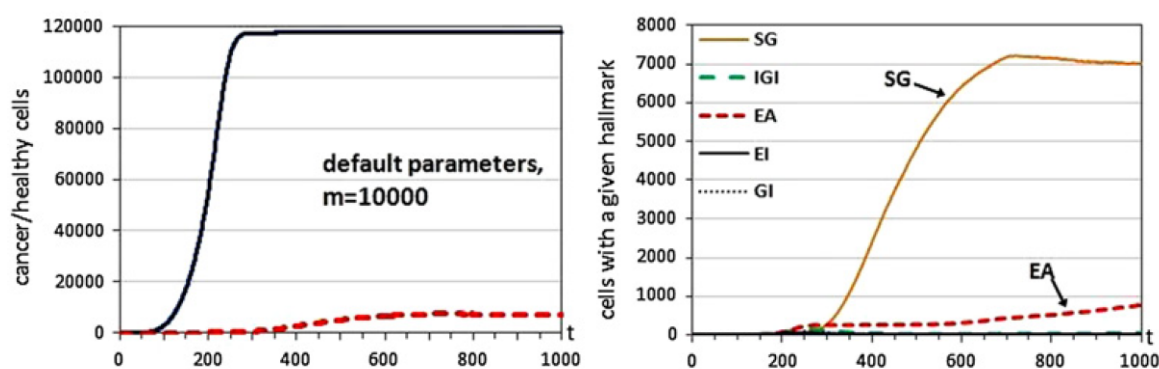 cancer/healthy cells
120000
100000
80000
60000
40000
20000
0
default parameters,
m=10000
0 200 400 600 800 1000
t
cells with a given hallmark
8000
7000
6000
5000
4000
3000
2000
1000
0
SG
IGI
EA
EI
GI
SG
EA
0 200 400 600 800 1000
t